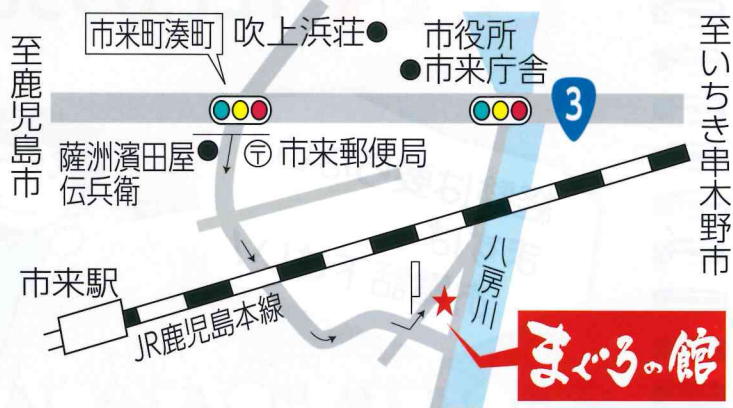 至鹿児島市
市来町湊町
吹上浜荘
市役所
市来庁舎
至いちき串木野市
3
薩洲濱田屋
伝兵衛
〒 市来郵便局
市来駅
JR鹿児島本線
八房川
まぐろの館